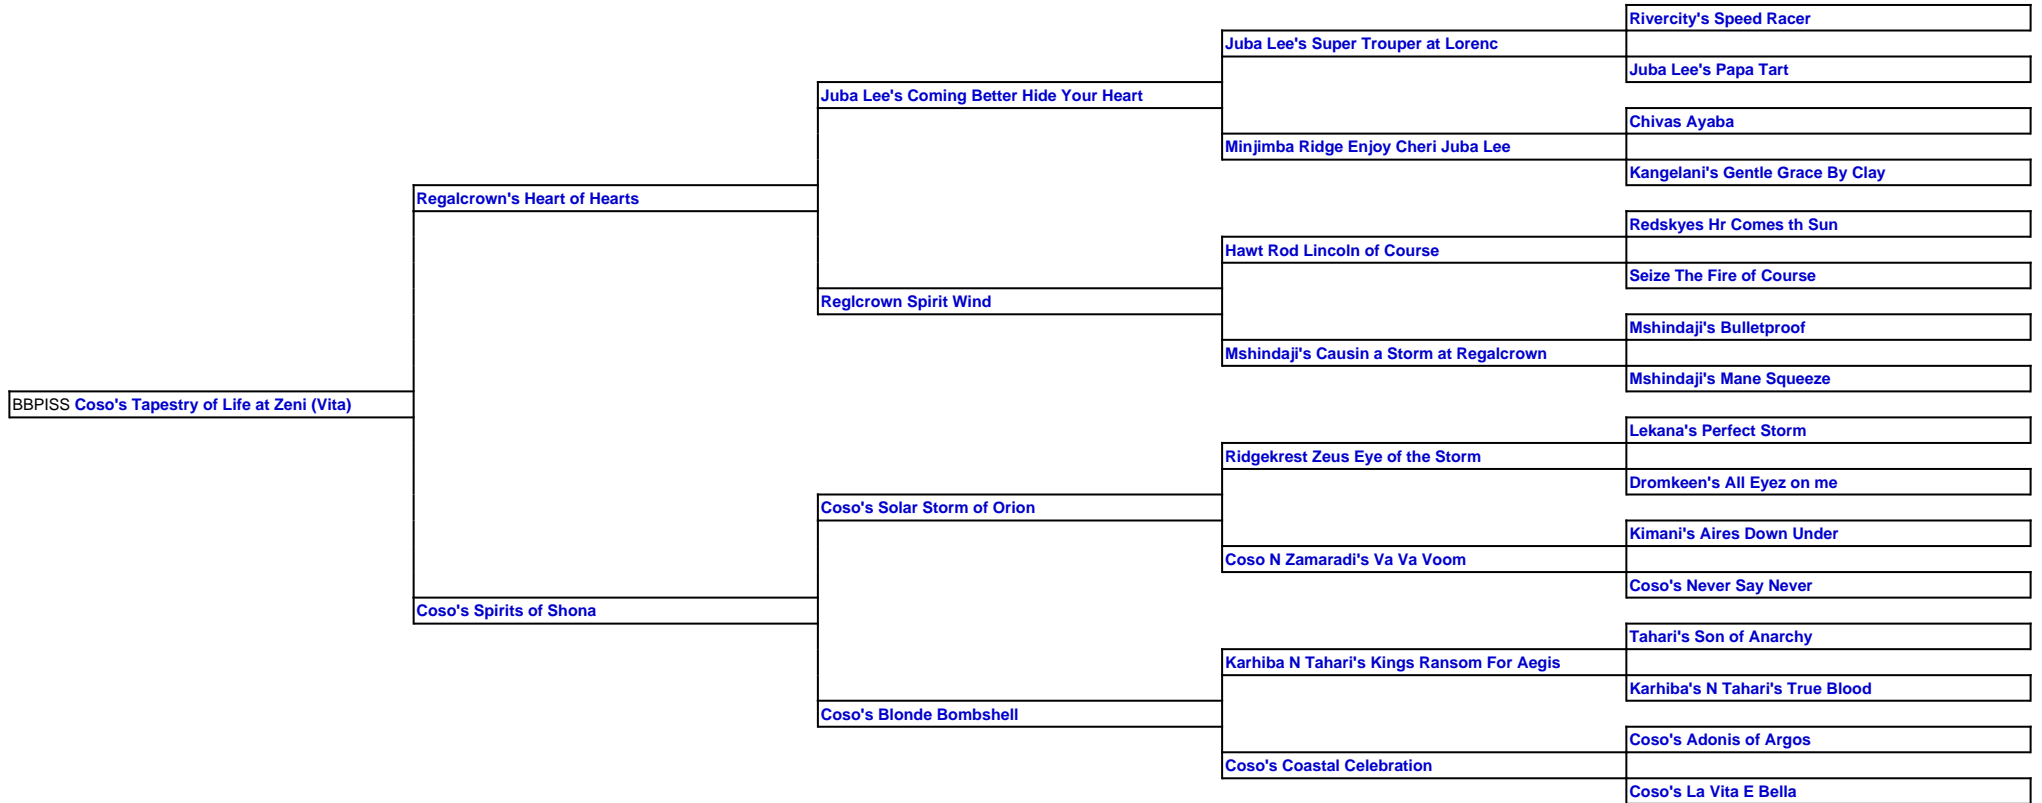 Rivercity's Speed Racer
Juba Lee's Super Trouper at Lorenc
Juba Lee's Papa Tart
Juba Lee's Coming Better Hide Your Heart
Chivas Ayaba
Minjimba Ridge Enjoy Cheri Juba Lee
Kangelani's Gentle Grace By Clay
Regalcrown's Heart of Hearts
Redskyes Hr Comes th Sun
Hawt Rod Lincoln of Course
Seize The Fire of Course
Reglcrown Spirit Wind
Mshindaji's Bulletproof
Mshindaji's Causin a Storm at Regalcrown
Mshindaji's Mane Squeeze
BBPISS Coso's Tapestry of Life at Zeni (Vita)
Lekana's Perfect Storm
Ridgekrest Zeus Eye of the Storm
Dromkeen's All Eyez on me
Coso's Solar Storm of Orion
Kimani's Aires Down Under
Coso N Zamaradi's Va Va Voom
Coso's Never Say Never
Coso's Spirits of Shona
Tahari's Son of Anarchy
Karhiba N Tahari's Kings Ransom For Aegis
Karhiba's N Tahari's True Blood
Coso's Blonde Bombshell
Coso's Adonis of Argos
Coso's Coastal Celebration
Coso's La Vita E Bella